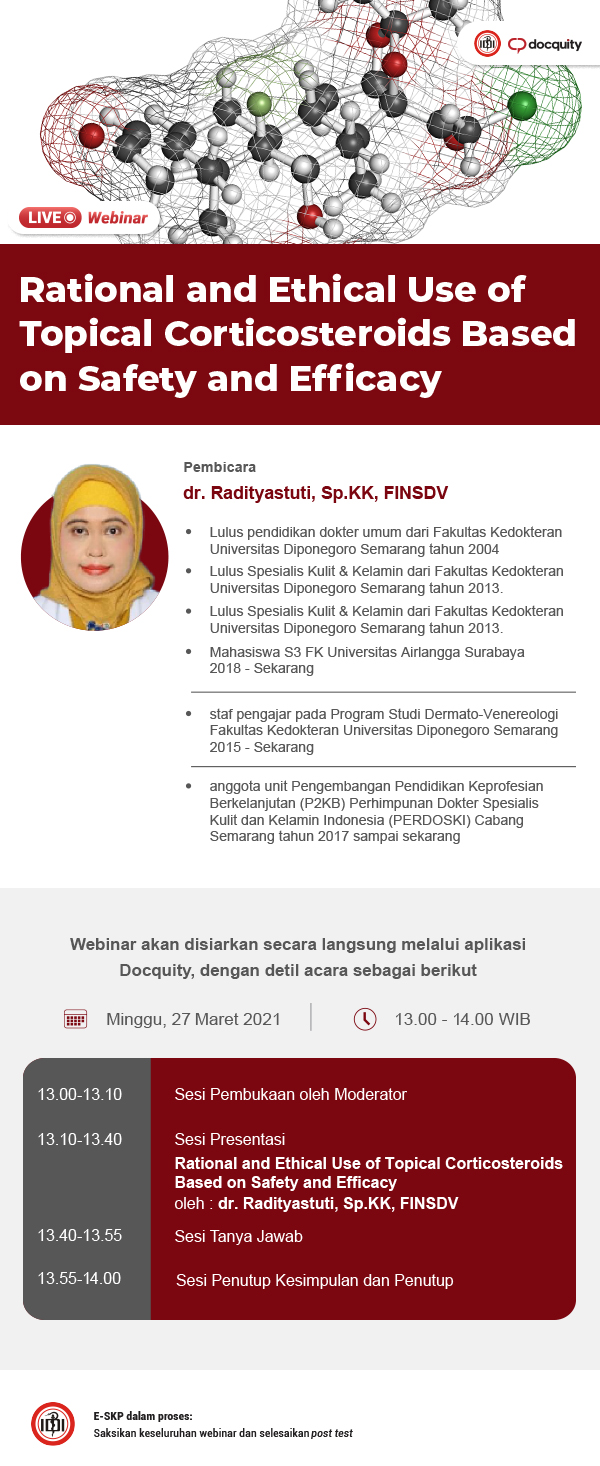 docquity
LIVE Webinar
Rational and Ethical Use of
Topical Corticosteroids Based
on Safety and Efficacy
Pembicara
dr. Radityastuti, Sp.KK, FINSDV
• Lulus pendidikan dokter umum dari Fakultas Kedokteran
Universitas Diponegoro Semarang tahun 2004
• Lulus Spesialis Kulit & Kelamin dari Fakultas Kedokteran
Universitas Diponegoro Semarang tahun 2013.
• Lulus Spesialis Kulit & Kelamin dari Fakultas Kedokteran
Universitas Diponegoro Semarang tahun 2013.
• Mahasiswa S3 FK Universitas Airlangga Surabaya
2018 - Sekarang
• staf pengajar pada Program Studi Dermato-Venereologi
Fakultas Kedokteran Universitas Diponegoro Semarang
2015 - Sekarang
• anggota unit Pengembangan Pendidikan Keprofesian
Berkelanjutan (P2KB) Perhimpunan Dokter Spesialis
Kulit dan Kelamin Indonesia (PERDOSKI) Cabang
Semarang tahun 2017 sampai sekarang
Webinar akan disiarkan secara langsung melalui aplikasi
Docquity, dengan detil acara sebagai berikut
Minggu, 27 Maret 2021 | 13.00 - 14.00 WIB
13.00-13.10 Sesi Pembukaan oleh Moderator
13.10-13.40 Sesi Presentasi
Rational and Ethical Use of Topical Corticosteroids
Based on Safety and Efficacy
oleh : dr. Radityastuti, Sp.KK, FINSDV
13.40-13.55 Sesi Tanya Jawab
13.55-14.00 Sesi Penutup Kesimpulan dan Penutup
E-SKP dalam proses:
Saksikan keseluruhan webinar dan selesaikan post test